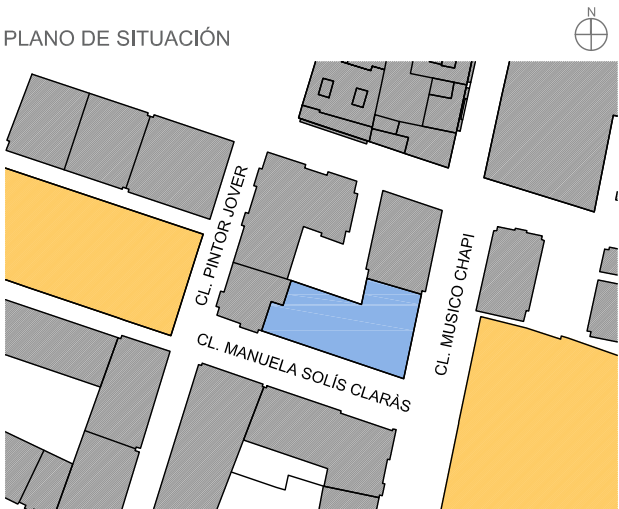 N
PLANO DE SITUACIÓN
CL. PINTOR JOVER
CL. MUSICO CHAPI
CL. MANUELA SOLÍS CLARÀS